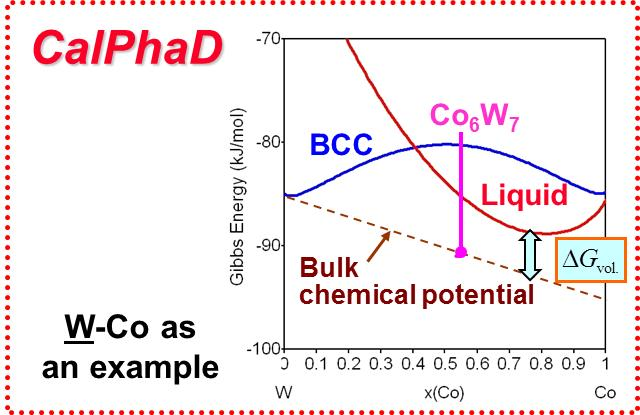 CalPhaD
-70
-80
-90
-100
Gibbs Energy (kJ/mol)
Co6W7
BCC
Liquid
ΔGvol.
Bulk
chemical potential
W-Co as
an example
0 0.1 0.2 0.3 0.4 0.5 0.6 0.7 0.8 0.9 1
W x(Co) Co